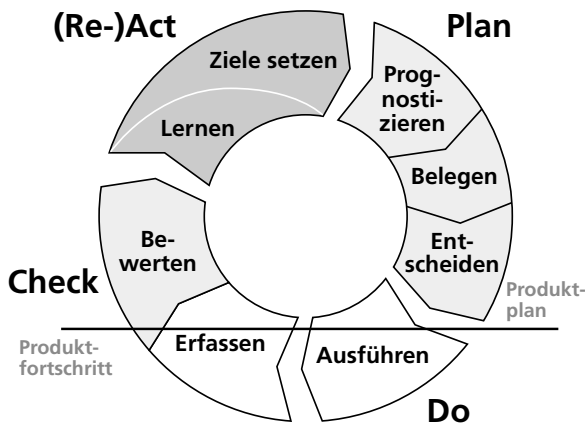 (Re-)Act
Plan
Ziele setzen
Lernen
Prog-
nosti-
zieren
Belegen
Ent-
scheiden
Produkt-
plan
Ausführen
Do
Erfassen
Produkt-
fortschritt
Check
Be-
werten